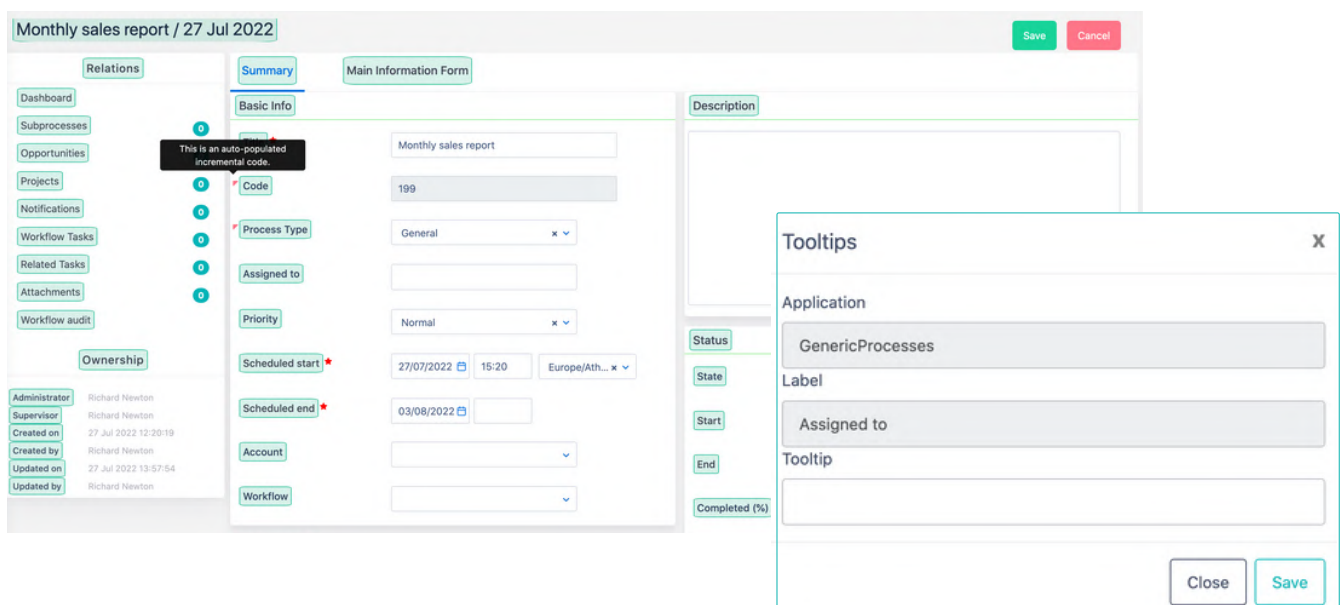 Monthly sales report / 27 Jul 2022
Save
Cancel
Relations
Dashboard
Subprocesses 0
Opportunities
Projects 0
Notifications 0
Workflow Tasks 0
Related Tasks 0
Attachments 0
Workflow audit
Ownership
Administrator Richard Newton
Supervisor Richard Newton
Created on 27 Jul 2022 12:20:19
Created by Richard Newton
Updated on 27 Jul 2022 13:57:54
Updated by Richard Newton
Summary
Main Information Form
Basic Info
Monthly sales report
This is an auto-populated
incremental code.
Code 199
Process Type General
Assigned to
Priority Normal
Scheduled start * 27/07/2022 15:20 Europe/Ath...
Scheduled end * 03/08/2022
Account
Workflow
Description
Status
State
Start
End
Completed (%)
Tooltips X
Application
GenericProcesses
Label
Assigned to
Tooltip
Close
Save